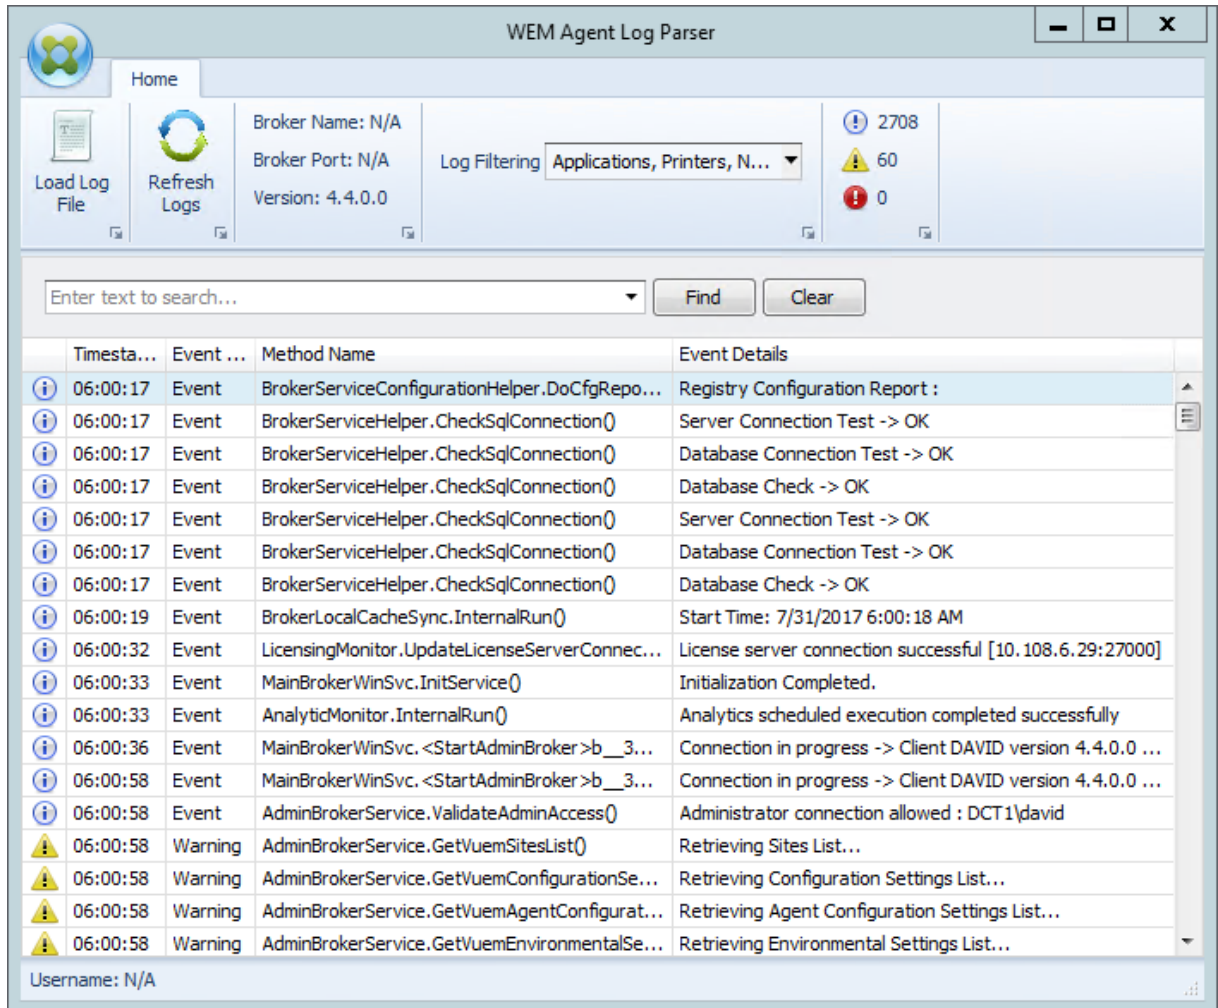 WEM Agent Log Parser
Home
Load Log File
Refresh Logs
Broker Name: N/A
Broker Port: N/A
Version: 4.4.0.0
Log Filtering Applications, Printers, N...
2708
60
0
Enter text to search...
Find
Clear
Timesta... Event ... Method Name Event Details
06:00:17 Event BrokerServiceConfigurationHelper.DoCfgRepo... Registry Configuration Report :
06:00:17 Event BrokerServiceHelper.CheckSqlConnection() Server Connection Test -> OK
06:00:17 Event BrokerServiceHelper.CheckSqlConnection() Database Connection Test -> OK
06:00:17 Event BrokerServiceHelper.CheckSqlConnection() Database Check -> OK
06:00:17 Event BrokerServiceHelper.CheckSqlConnection() Server Connection Test -> OK
06:00:17 Event BrokerServiceHelper.CheckSqlConnection() Database Connection Test -> OK
06:00:17 Event BrokerServiceHelper.CheckSqlConnection() Database Check -> OK
06:00:19 Event BrokerLocalCacheSync.InternalRun() Start Time: 7/31/2017 6:00:18 AM
06:00:32 Event LicensingMonitor.UpdateLicenseServerConnec... License server connection successful [10.108.6.29:27000]
06:00:33 Event MainBrokerWinSvc.InitService() Initialization Completed.
06:00:33 Event AnalyticMonitor.InternalRun() Analytics scheduled execution completed successfully
06:00:36 Event MainBrokerWinSvc.<StartAdminBroker>b__3... Connection in progress -> Client DAVID version 4.4.0.0 ...
06:00:58 Event MainBrokerWinSvc.<StartAdminBroker>b__3... Connection in progress -> Client DAVID version 4.4.0.0 ...
06:00:58 Event AdminBrokerService.ValidateAdminAccess() Administrator connection allowed : DCT1\david
06:00:58 Warning AdminBrokerService.GetVuemSitesList() Retrieving Sites List...
06:00:58 Warning AdminBrokerService.GetVuemConfigurationSe... Retrieving Configuration Settings List...
06:00:58 Warning AdminBrokerService.GetVuemAgentConfigurat... Retrieving Agent Configuration Settings List...
06:00:58 Warning AdminBrokerService.GetVuemEnvironmentalSe... Retrieving Environmental Settings List...
Username: N/A